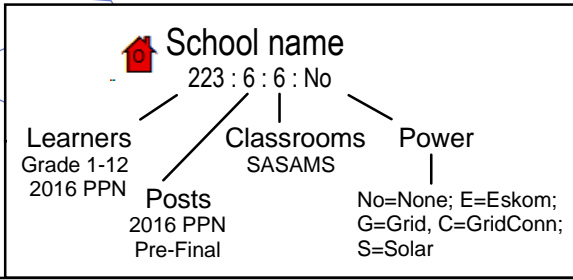 O School name
223 : 6 : 6 : No
Learners
Grade 1-12
2016 PPN
Posts
2016 PPN
Pre-Final
Classrooms
SASAMS
Power
No=None; E=Eskom;
G=Grid, C=GridConn;
S=Solar